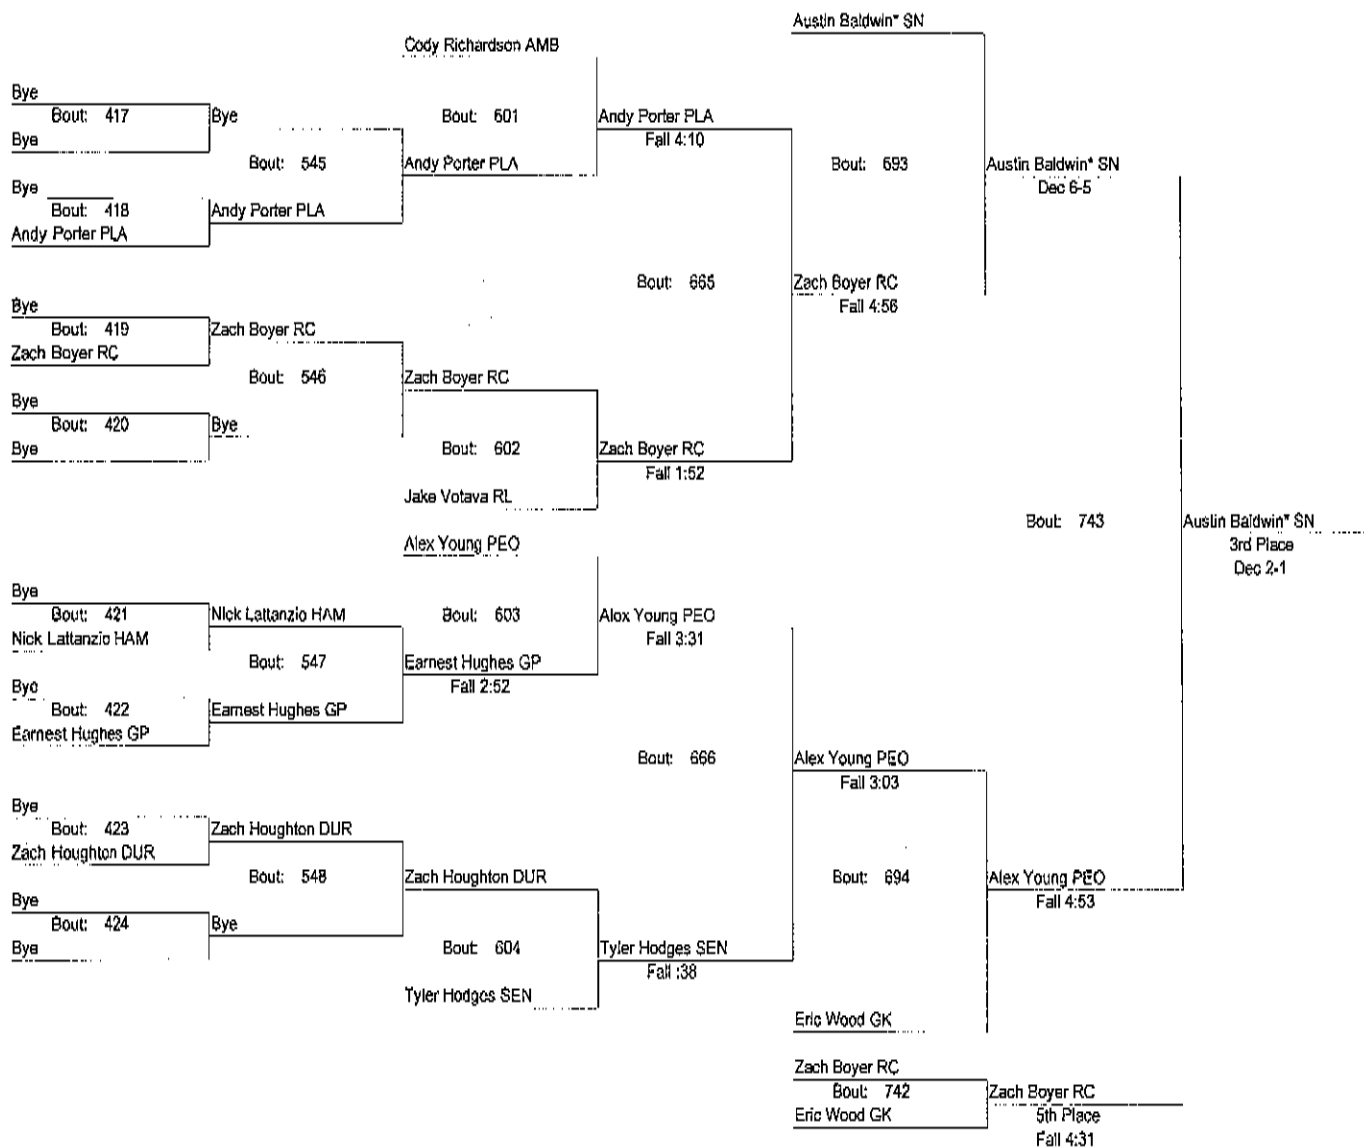 Austin Baldwin* SN
Cody Richardson AMB
Bye
Bout: 417
Bye
Bye
Bout: 601
Andy Porter PLA
Fall 4:10
Bout: 545
Andy Porter PLA
Bout: 693
Austin Baldwin* SN
Dec 6-5
Bye
Bout: 418
Andy Porter PLA
Andy Porter PLA
Bout: 665
Zach Boyer RC
Fall 4:56
Bye
Bout: 419
Zach Boyer RC
Zach Boyer RC
Bout: 546
Zach Boyer RC
Bye
Bout: 420
Bye
Bye
Bout: 602
Zach Boyer RC
Fall 1:52
Jake Votava RL
Bout: 743
Austin Baldwin* SN
3rd Place
Dec 2-1
Alex Young PEO
Bye
Bout: 421
Nick Lattanzio HAM
Nick Lattanzio HAM
Bout: 603
Alox Young PEO
Fall 3:31
Bout: 547
Earnest Hughes GP
Fall 2:52
Byo
Bout: 422
Earnest Hughes GP
Earnest Hughes GP
Bout: 666
Alex Young PEO
Fall 3:03
Bye
Bout: 423
Zach Houghton DUR
Zach Houghton DUR
Bout: 548
Zach Houghton DUR
Bout: 694
Alex Young PEO
Fall 4:53
Bye
Bout: 424
Bye
Bye
Bout: 604
Tyler Hodges SEN
Fall :38
Tyler Hodges SEN
Eric Wood GK
Zach Boyer RC
Bout: 742
Eric Wood GK
Zach Boyer RC
5th Place
Fall 4:31